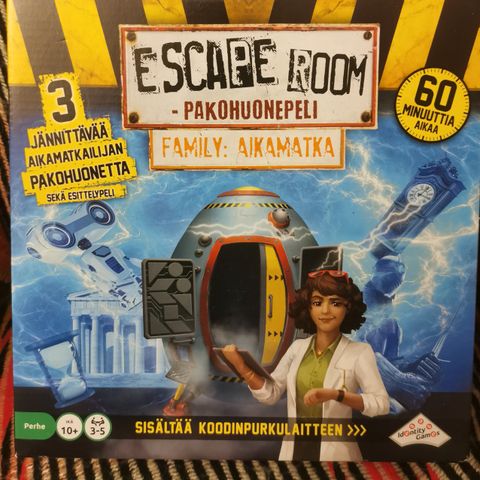 ESCAPE ROOM
- PAKOHUONEPELI
FAMILY: AIKAMATKA
3
JÄNNITTÄVÄÄ
AIKAMATKAILIJAN
PAKOHUONETTA
SEKÄ ESITTELYPELI
60
MINUUTTIA
AIKAA
Perhe
IKÄ
10+
3-5
SISÄLTÄÄ KOODINPURKULAITTEEN >>>
Identity
Games